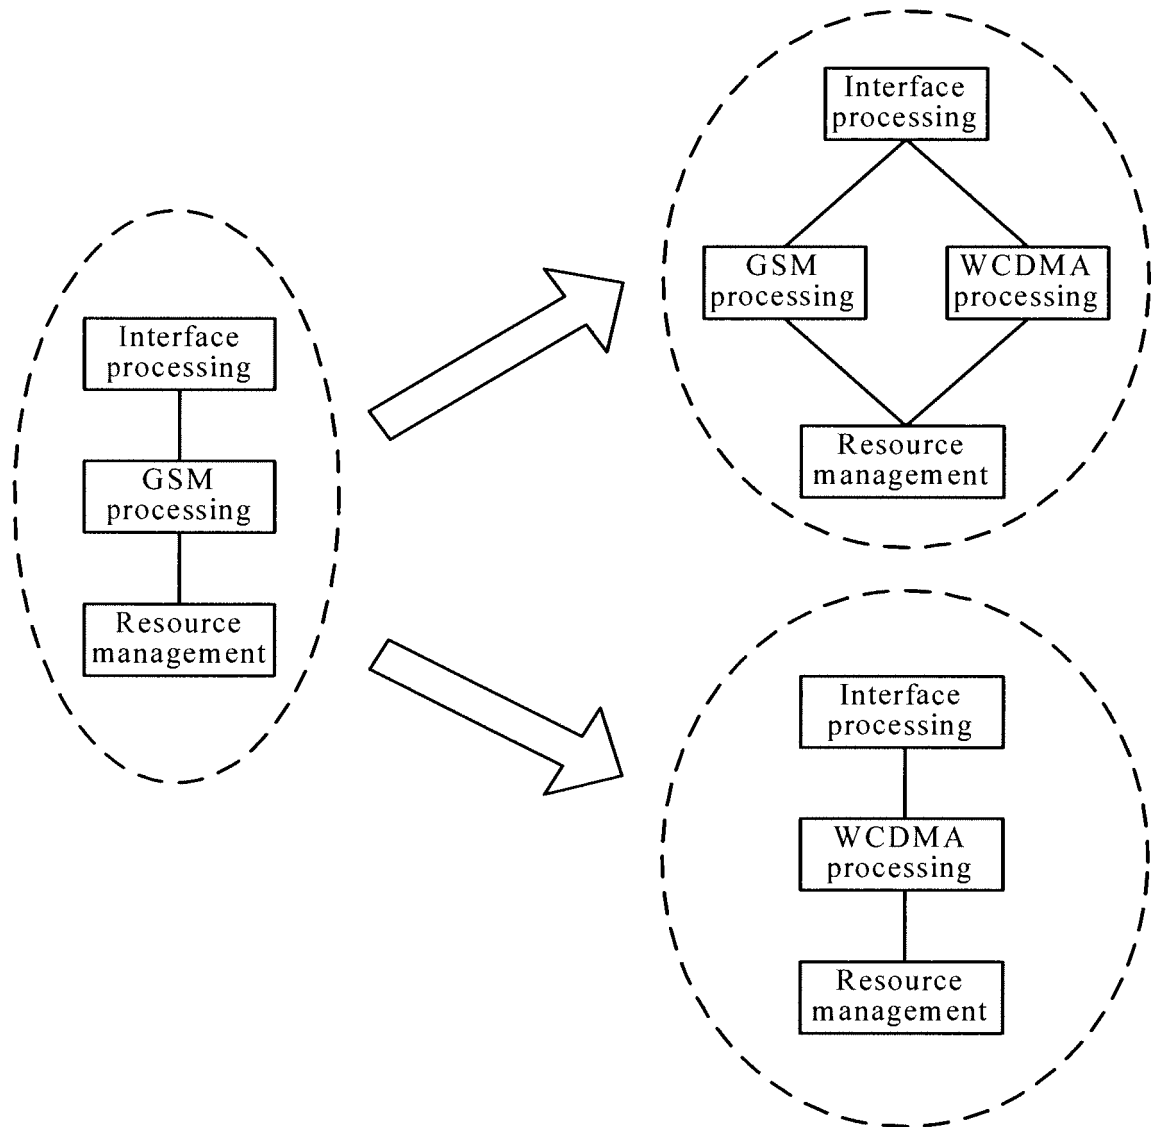 Interface
processing
GSM
processing
Resource
management
Interface
processing
GSM
processing
WCDMA
processing
Resource
management
Interface
processing
WCDMA
processing
Resource
management